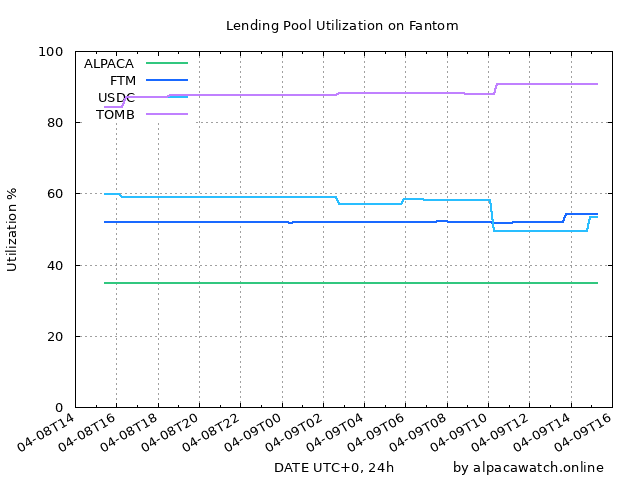 Lending Pool Utilization on Fantom
100
80
60
40
20
0
Utilization %
ALPACA
FTM
USDC
TOMB
04-08T14
04-08T16
04-08T18
04-08T20
04-08T22
04-09T00
04-09T02
04-09T04
04-09T06
04-09T08
04-09T10
04-09T12
04-09T14
04-09T16
DATE UTC+0, 24h
by alpacawatch.online